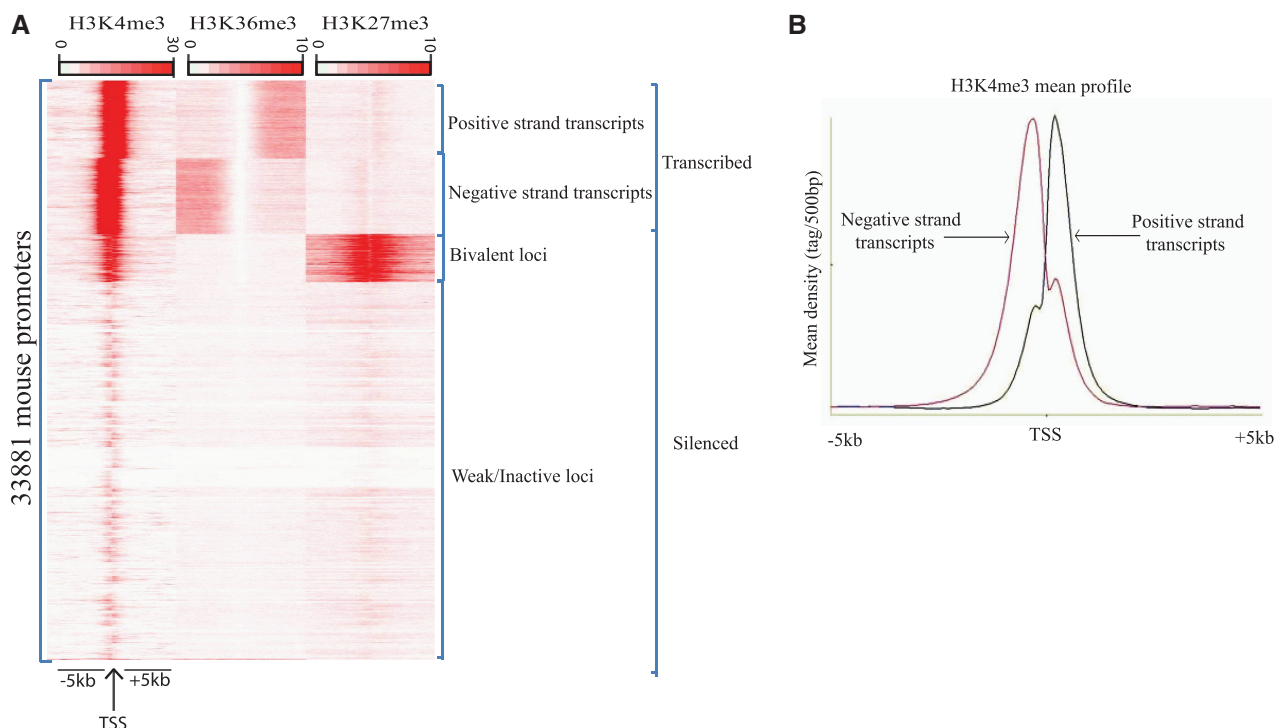 A
H3K4me3 H3K36me3 H3K27me3
0 30 0 10 0 10
33881 mouse promoters
Positive strand transcripts
Negative strand transcripts
Bivalent loci
Weak/Inactive loci
Transcribed
Silenced
-5kb +5kb
TSS
B
H3K4me3 mean profile
Mean density (tag/500bp)
Negative strand
transcripts
Positive strand
transcripts
-5kb TSS +5kb